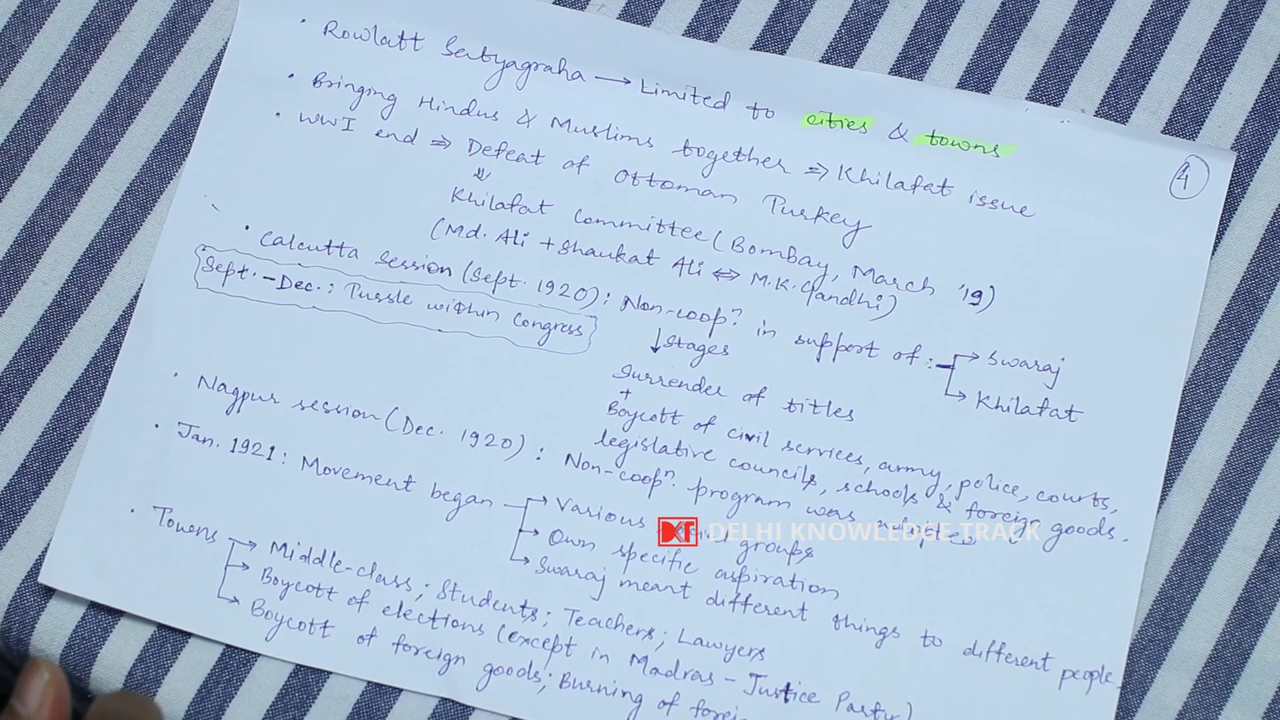 • Rowlatt Satyagraha → Limited to cities & towns
• Bringing Hindus & Muslims together ⇒ Khilafat issue
④
• WWI end ⇒ Defeat of Ottoman Turkey
⇓
Khilafat Committee (Bombay, March '19)
(Md. Ali + Shaukat Ali ⇔ M.K. Gandhi)
• Calcutta Session (Sept. 1920): Non-coopn. in support of: → Swaraj
→ Khilafat
Sept. - Dec.: Tussle within Congress
↓ Stages
Surrender of titles
+
Boycott of civil services, army, police, courts,
legislative councils, schools & foreign goods.
• Nagpur session (Dec. 1920): Non-coopn. program was
• Jan. 1921: Movement began → Various groups
→ Own specific aspiration
→ Swaraj meant different things to different people.
DELHI KNOWLEDGE TRACK
• Towns → Middle-class; Students; Teachers; Lawyers
→ Boycott of elections (except in Madras - Justice Party)
→ Boycott of foreign goods; Burning of